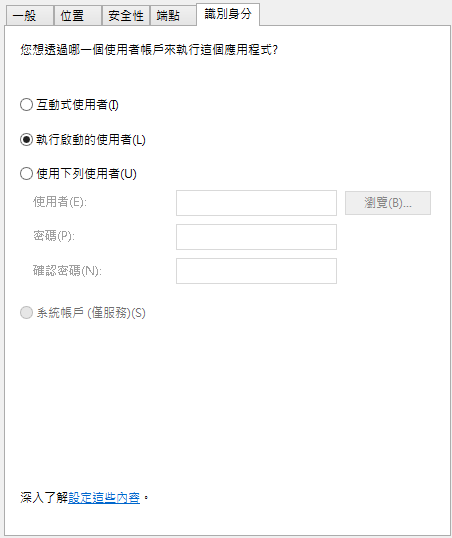 一般 位置 安全性 端點 識別身分
您想透過哪一個使用者帳戶來執行這個應用程式?
互動式使用者(I)
執行啟動的使用者(L)
使用下列使用者(U)
使用者(E): 瀏覽(B)...
密碼(P):
確認密碼(N):
系統帳戶 (僅服務)(S)
深入了解設定這些內容。